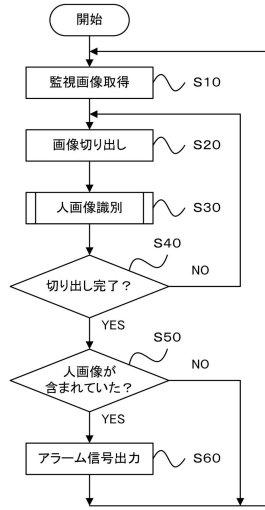 開始
監視画像取得 S10
画像切り出し S20
人画像識別 S30
S40
切り出し完了？ NO
YES
S50
人画像が
含まれていた？ NO
YES
アラーム信号出力 S60